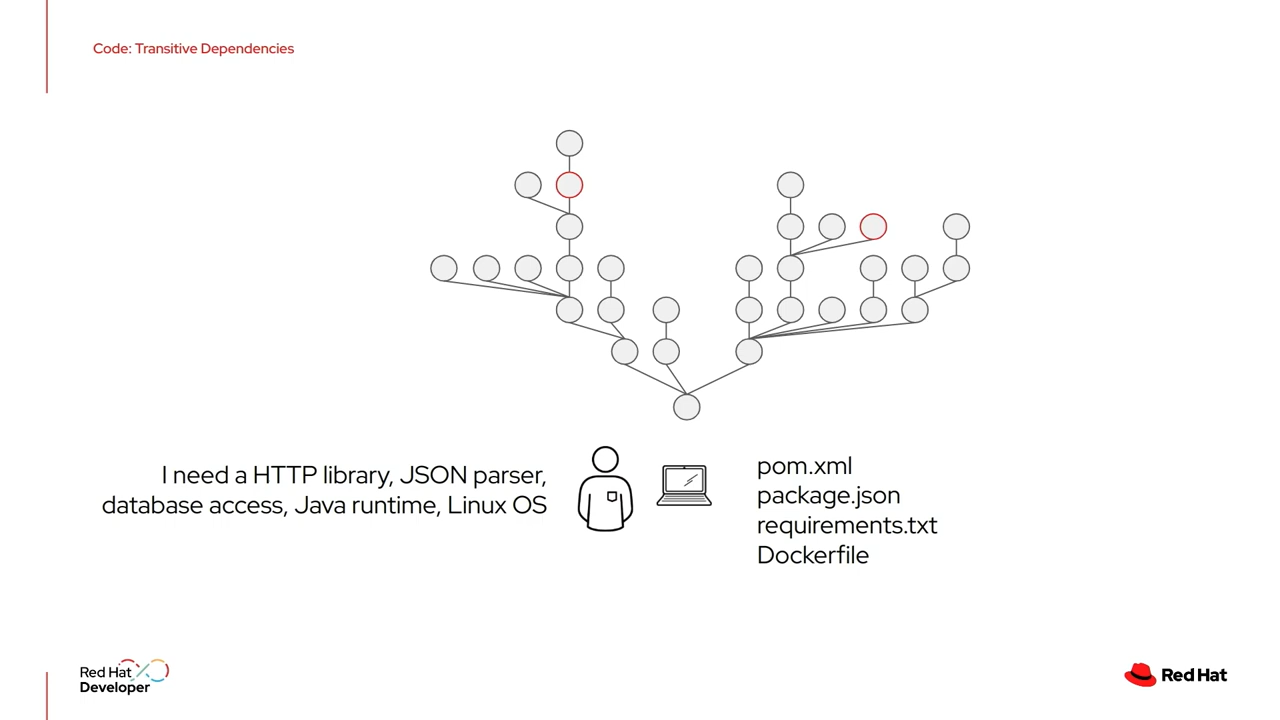 Code: Transitive Dependencies
I need a HTTP library, JSON parser,
database access, Java runtime, Linux OS
pom.xml
package.json
requirements.txt
Dockerfile
Red Hat
Developer
Red Hat